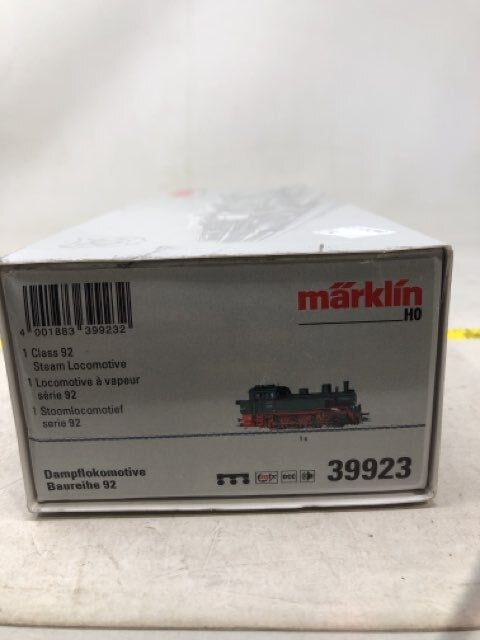 märklin
H0
4 001883 399232
1 Class 92
Steam Locomotive
1 Locomotive à vapeur
série 92
1 Stoomlocomotief
serie 92
1x
Dampflokomotive
Baureihe 92
mfx DCC
39923